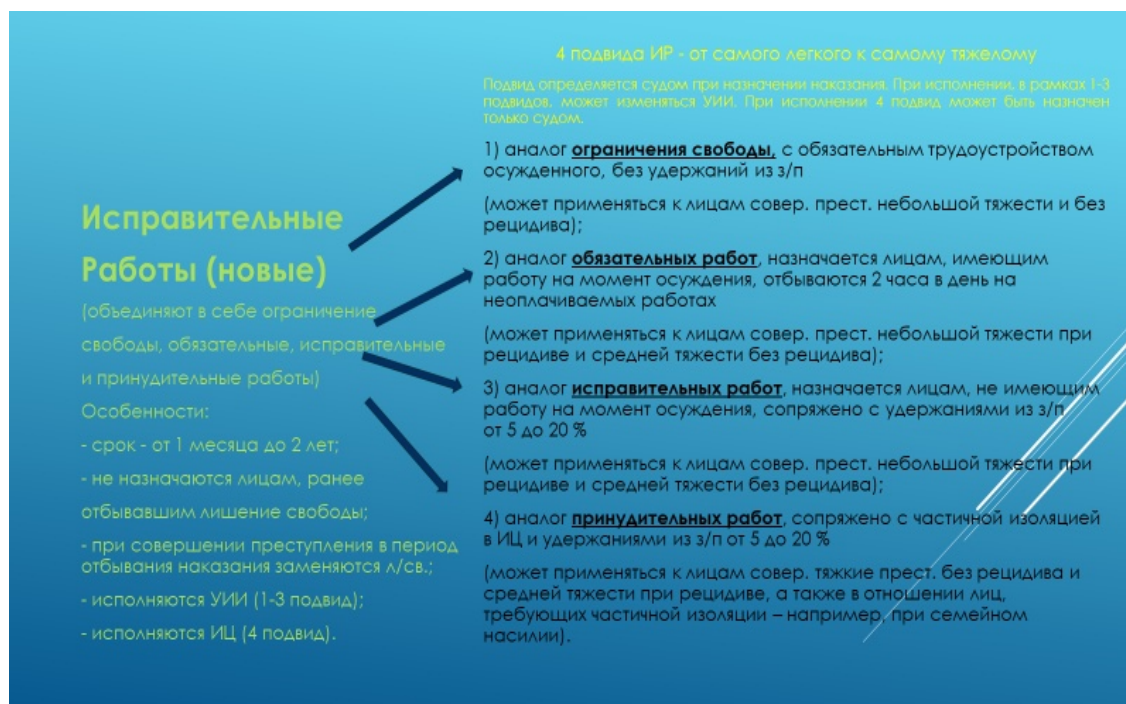 Исправительные
Работы (новые)
(объединяют в себе ограничение
свободы, обязательные, исправительные
и принудительные работы)
Особенности:
- срок - от 1 месяца до 2 лет;
- не назначаются лицам, ранее
отбывавшим лишение свободы;
- при совершении преступления в период
отбывания наказания заменяются л/св.;
- исполняются УИИ (1-3 подвид);
- исполняются ИЦ (4 подвид).
4 подвида ИР - от самого легкого к самому тяжелому
Подвид определяется судом при назначении наказания. При исполнении, в рамках 1-3
подвидов, может изменяться УИИ. При исполнении 4 подвид может быть назначен
только судом.
1) аналог ограничения свободы, с обязательным трудоустройством
осужденного, без удержаний из з/п
(может применяться к лицам совер. прест. небольшой тяжести и без
рецидива);
2) аналог обязательных работ, назначается лицам, имеющим
работу на момент осуждения, отбываются 2 часа в день на
неоплачиваемых работах
(может применяться к лицам совер. прест. небольшой тяжести при
рецидиве и средней тяжести без рецидива);
3) аналог исправительных работ, назначается лицам, не имеющим
работу на момент осуждения, сопряжено с удержаниями из з/п
от 5 до 20 %
(может применяться к лицам совер. прест. небольшой тяжести при
рецидиве и средней тяжести без рецидива);
4) аналог принудительных работ, сопряжено с частичной изоляцией
в ИЦ и удержаниями из з/п от 5 до 20 %
(может применяться к лицам совер. тяжкие прест. без рецидива и
средней тяжести при рецидиве, а также в отношении лиц,
требующих частичной изоляции – например, при семейном
насилии).